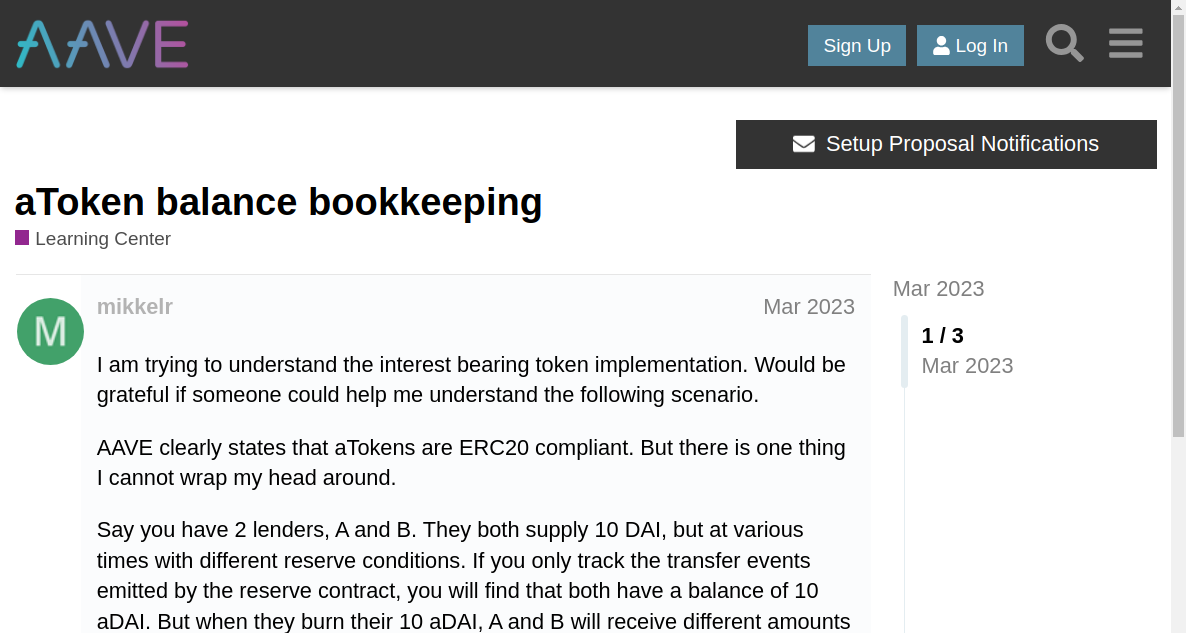 AAVE
Sign Up
Log In
Setup Proposal Notifications
aToken balance bookkeeping
Learning Center
M
mikkelr
Mar 2023
Mar 2023
1 / 3
Mar 2023
I am trying to understand the interest bearing token implementation. Would be
grateful if someone could help me understand the following scenario.
AAVE clearly states that aTokens are ERC20 compliant. But there is one thing
I cannot wrap my head around.
Say you have 2 lenders, A and B. They both supply 10 DAI, but at various
times with different reserve conditions. If you only track the transfer events
emitted by the reserve contract, you will find that both have a balance of 10
aDAI. But when they burn their 10 aDAI, A and B will receive different amounts